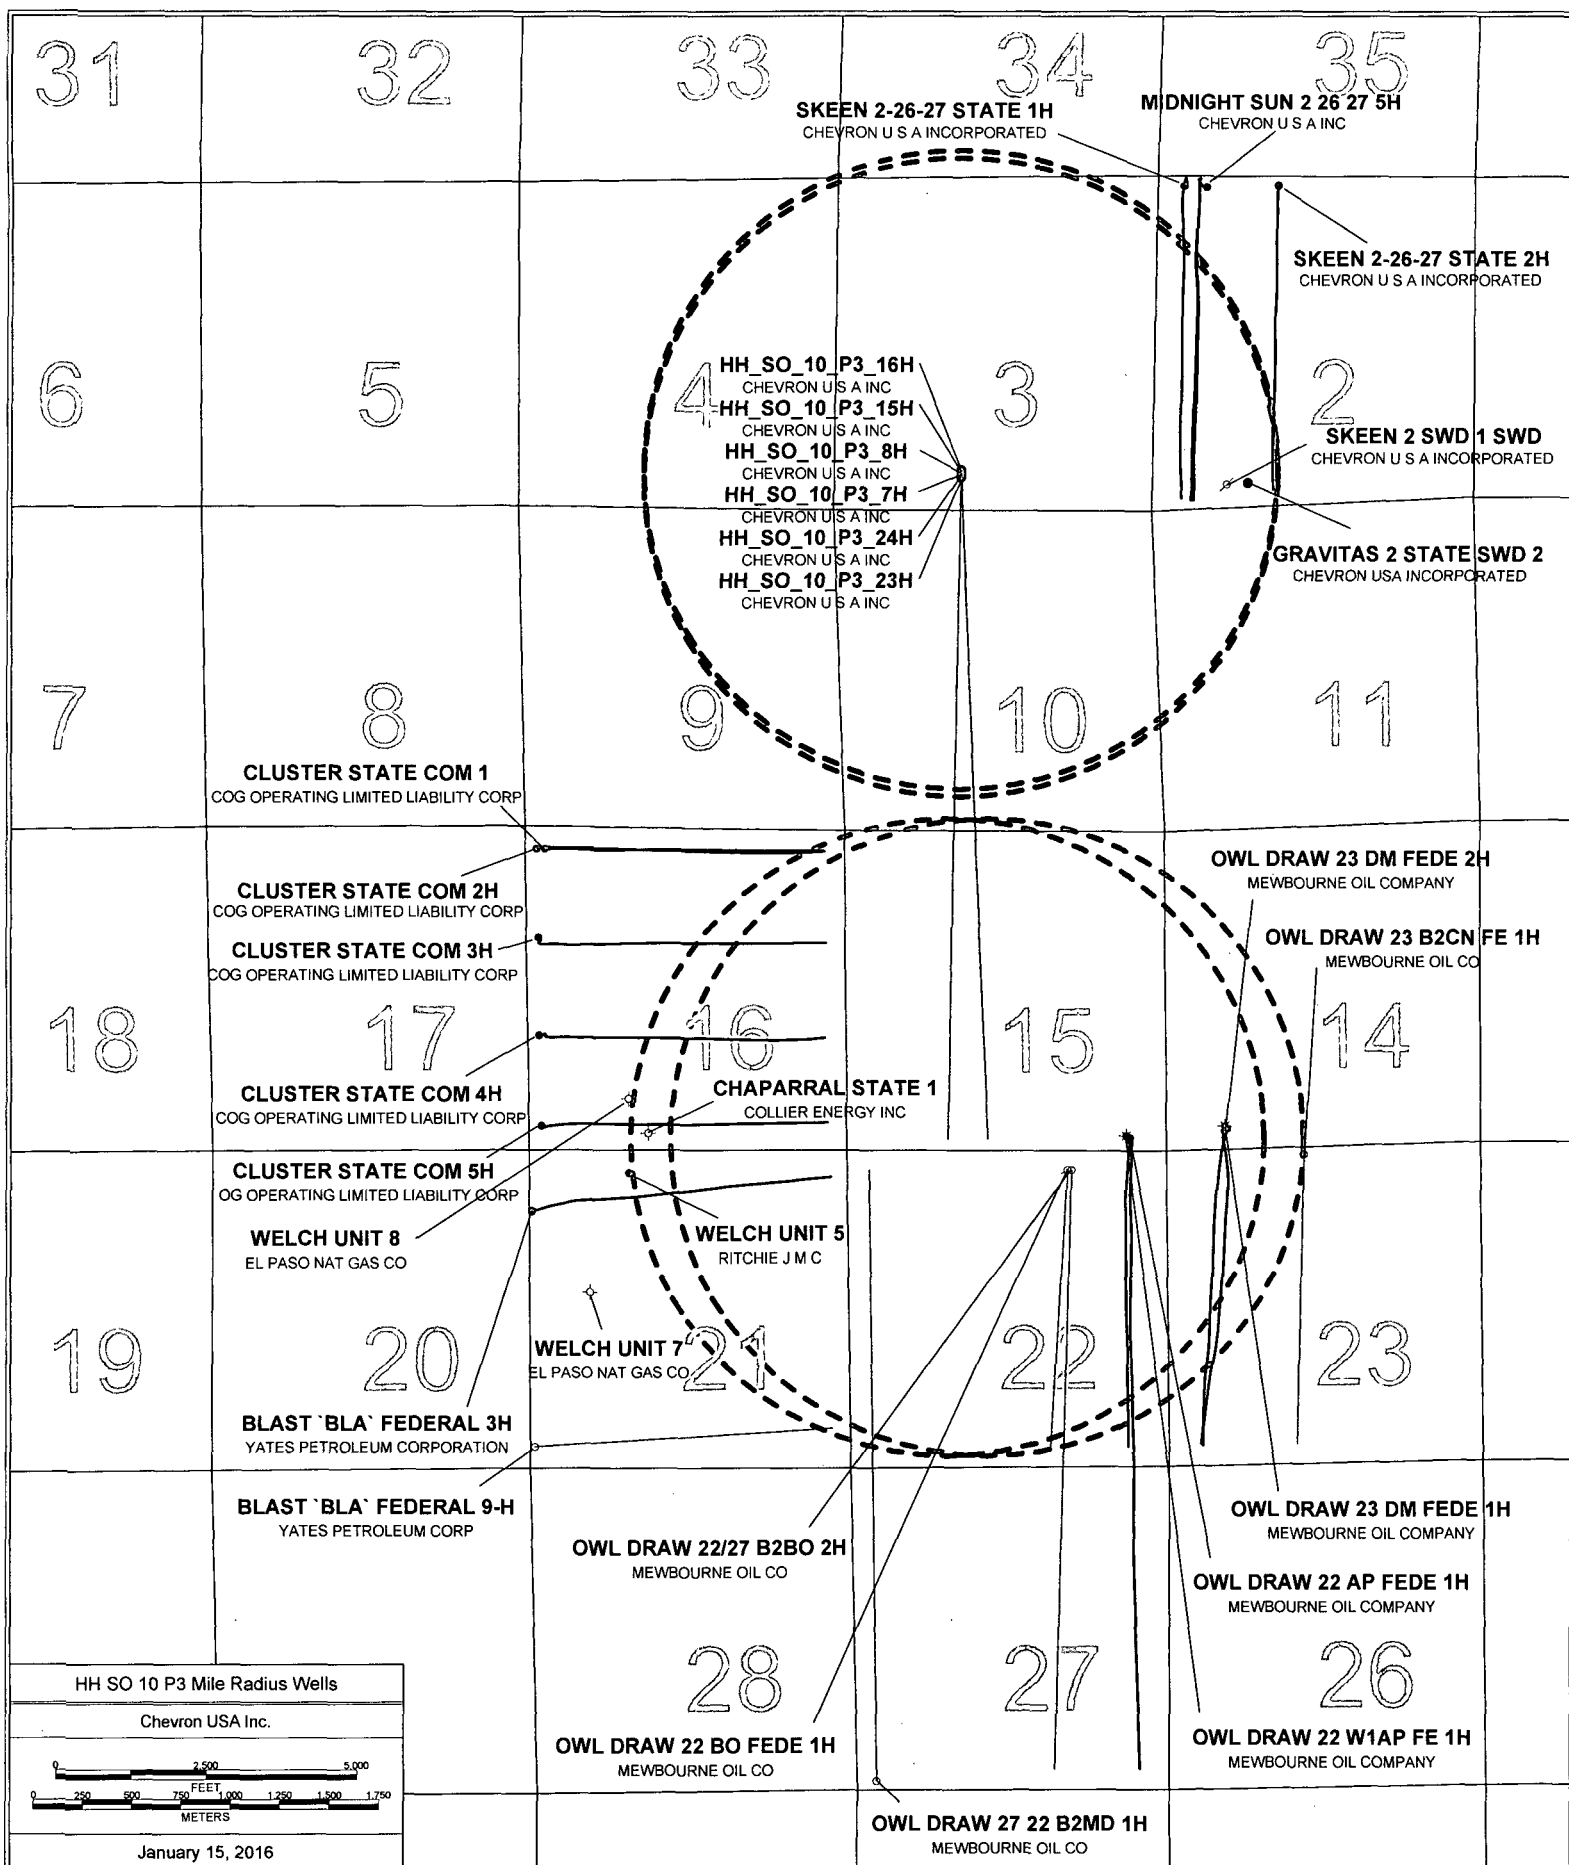 31
32
33
34
35
SKEEN 2-26-27 STATE 1H
CHEVRON U S A INCORPORATED
MIDNIGHT SUN 2 26 27 5H
CHEVRON U S A INC
SKEEN 2-26-27 STATE 2H
CHEVRON U S A INCORPORATED
6
5
4
3
2
HH_SO_10_P3_16H
CHEVRON U S A INC
HH_SO_10_P3_15H
CHEVRON U S A INC
HH_SO_10_P3_8H
CHEVRON U S A INC
HH_SO_10_P3_7H
CHEVRON U S A INC
HH_SO_10_P3_24H
CHEVRON U S A INC
HH_SO_10_P3_23H
CHEVRON U S A INC
SKEEN 2 SWD 1 SWD
CHEVRON U S A INCORPORATED
GRAVITAS 2 STATE SWD 2
CHEVRON USA INCORPORATED
7
8
9
10
11
CLUSTER STATE COM 1
COG OPERATING LIMITED LIABILITY CORP
CLUSTER STATE COM 2H
COG OPERATING LIMITED LIABILITY CORP
CLUSTER STATE COM 3H
COG OPERATING LIMITED LIABILITY CORP
OWL DRAW 23 DM FEDE 2H
MEWBOURNE OIL COMPANY
OWL DRAW 23 B2CN FE 1H
MEWBOURNE OIL CO
18
17
16
15
14
CLUSTER STATE COM 4H
COG OPERATING LIMITED LIABILITY CORP
CHAPARRAL STATE 1
COLLIER ENERGY INC
CLUSTER STATE COM 5H
OG OPERATING LIMITED LIABILITY CORP
WELCH UNIT 8
EL PASO NAT GAS CO
WELCH UNIT 5
RITCHIE J M C
19
20
21
22
23
WELCH UNIT 7
EL PASO NAT GAS CO
BLAST `BLA` FEDERAL 3H
YATES PETROLEUM CORPORATION
BLAST `BLA` FEDERAL 9-H
YATES PETROLEUM CORP
OWL DRAW 22/27 B2BO 2H
MEWBOURNE OIL CO
OWL DRAW 23 DM FEDE 1H
MEWBOURNE OIL COMPANY
OWL DRAW 22 AP FEDE 1H
MEWBOURNE OIL COMPANY
28
27
26
OWL DRAW 22 BO FEDE 1H
MEWBOURNE OIL CO
OWL DRAW 22 W1AP FE 1H
MEWBOURNE OIL COMPANY
OWL DRAW 27 22 B2MD 1H
MEWBOURNE OIL CO
HH SO 10 P3 Mile Radius Wells
Chevron USA Inc.
0 2,500 5,000
FEET
0 250 500 750 1,000 1,250 1,500 1,750
METERS
January 15, 2016